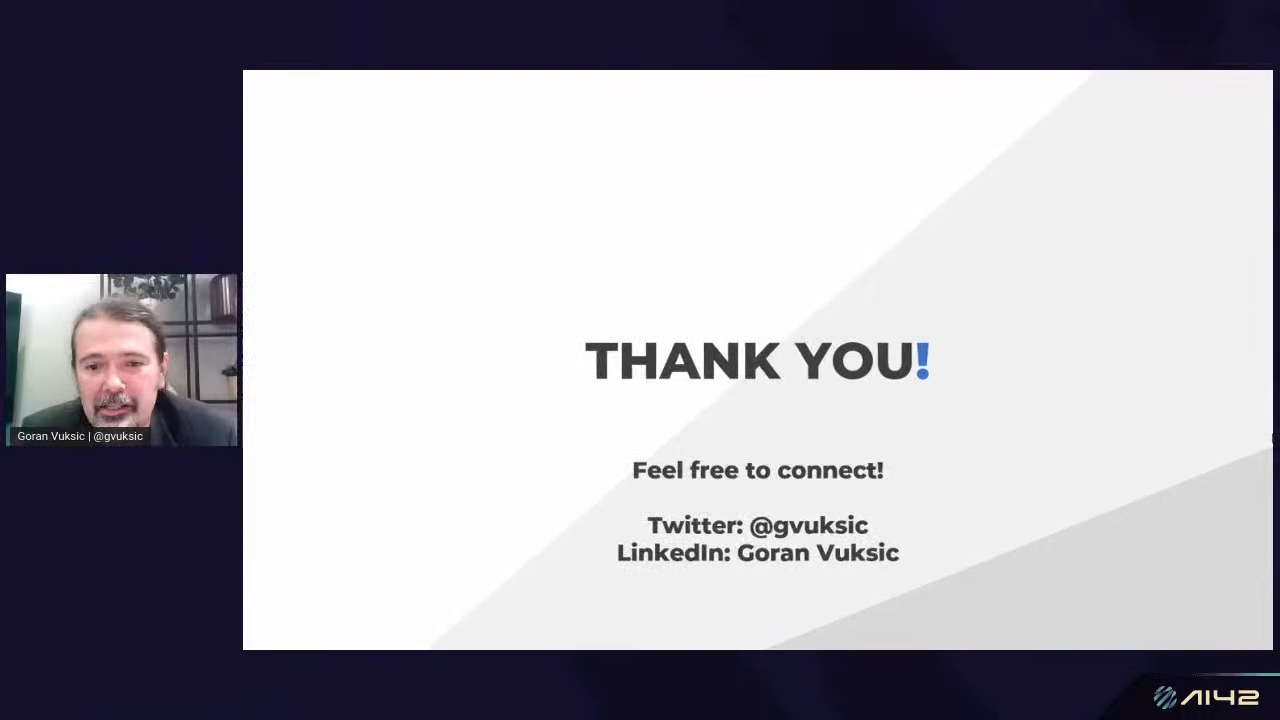 THANK YOU!
Feel free to connect!
Twitter: @gvuksic
LinkedIn: Goran Vuksic
Goran Vuksic | @gvuksic
AI42